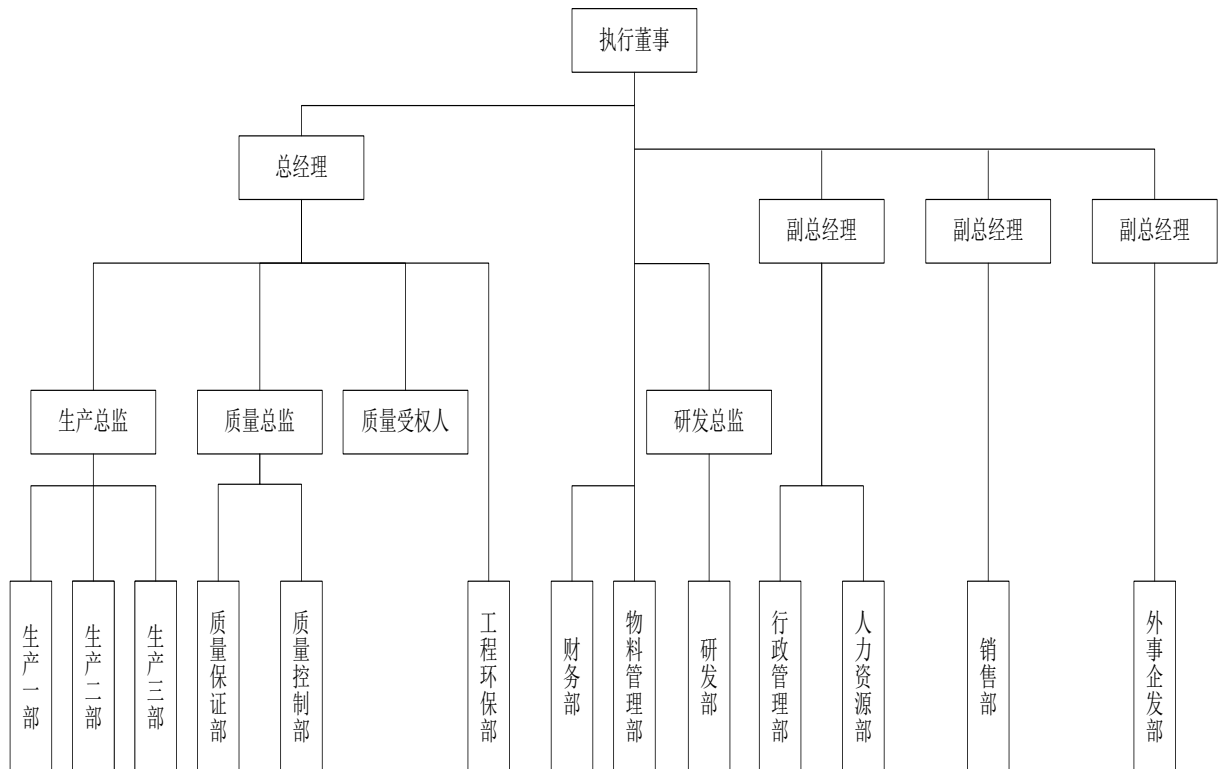 执行董事
总经理
副总经理
副总经理
副总经理
生产总监
质量总监
质量受权人
研发总监
生产一部
生产二部
生产三部
质量保证部
质量控制部
工程环保部
财务部
物料管理部
研发部
行政管理部
人力资源部
销售部
外事企发部